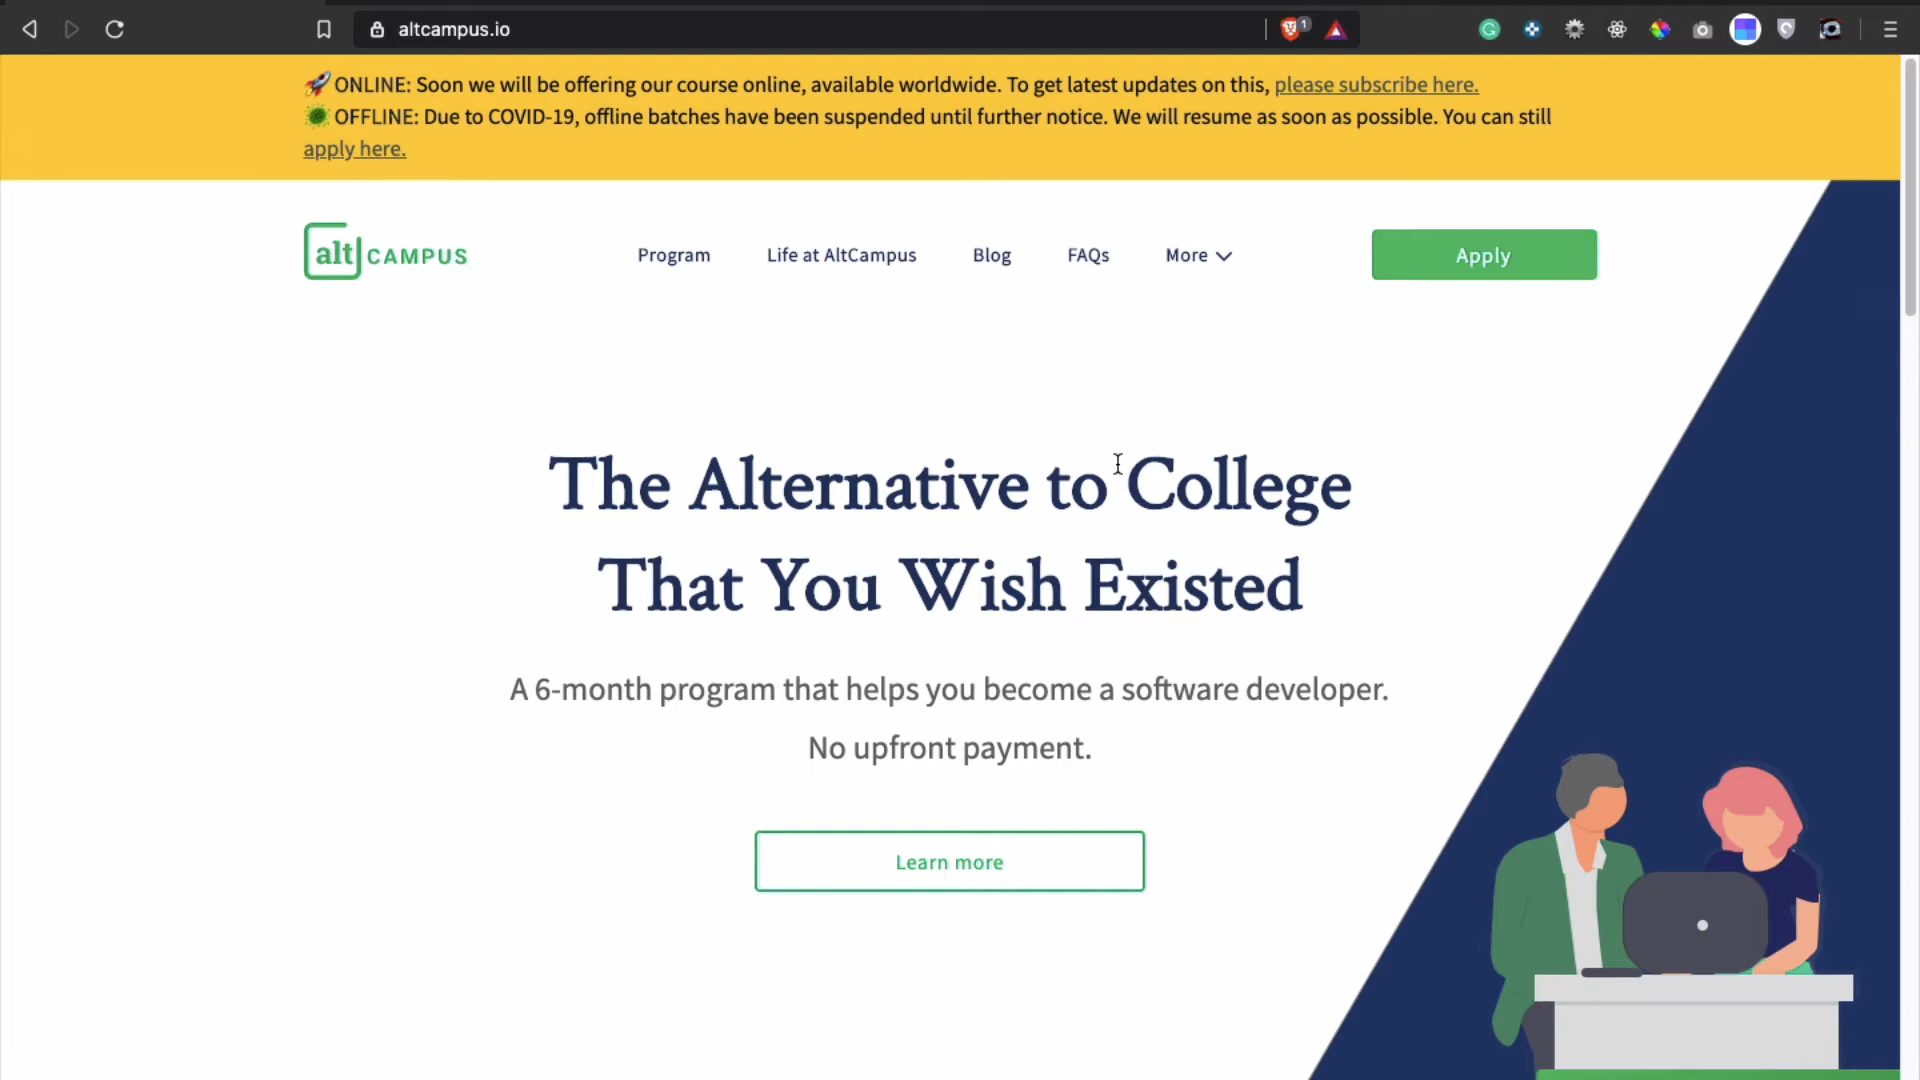 altcampus.io
1
🚀 ONLINE: Soon we will be offering our course online, available worldwide. To get latest updates on this, please subscribe here.
OFFLINE: Due to COVID-19, offline batches have been suspended until further notice. We will resume as soon as possible. You can still
apply here.
alt CAMPUS
Program
Life at AltCampus
Blog
FAQs
More
Apply
The Alternative to College
That You Wish Existed
A 6-month program that helps you become a software developer.
No upfront payment.
Learn more